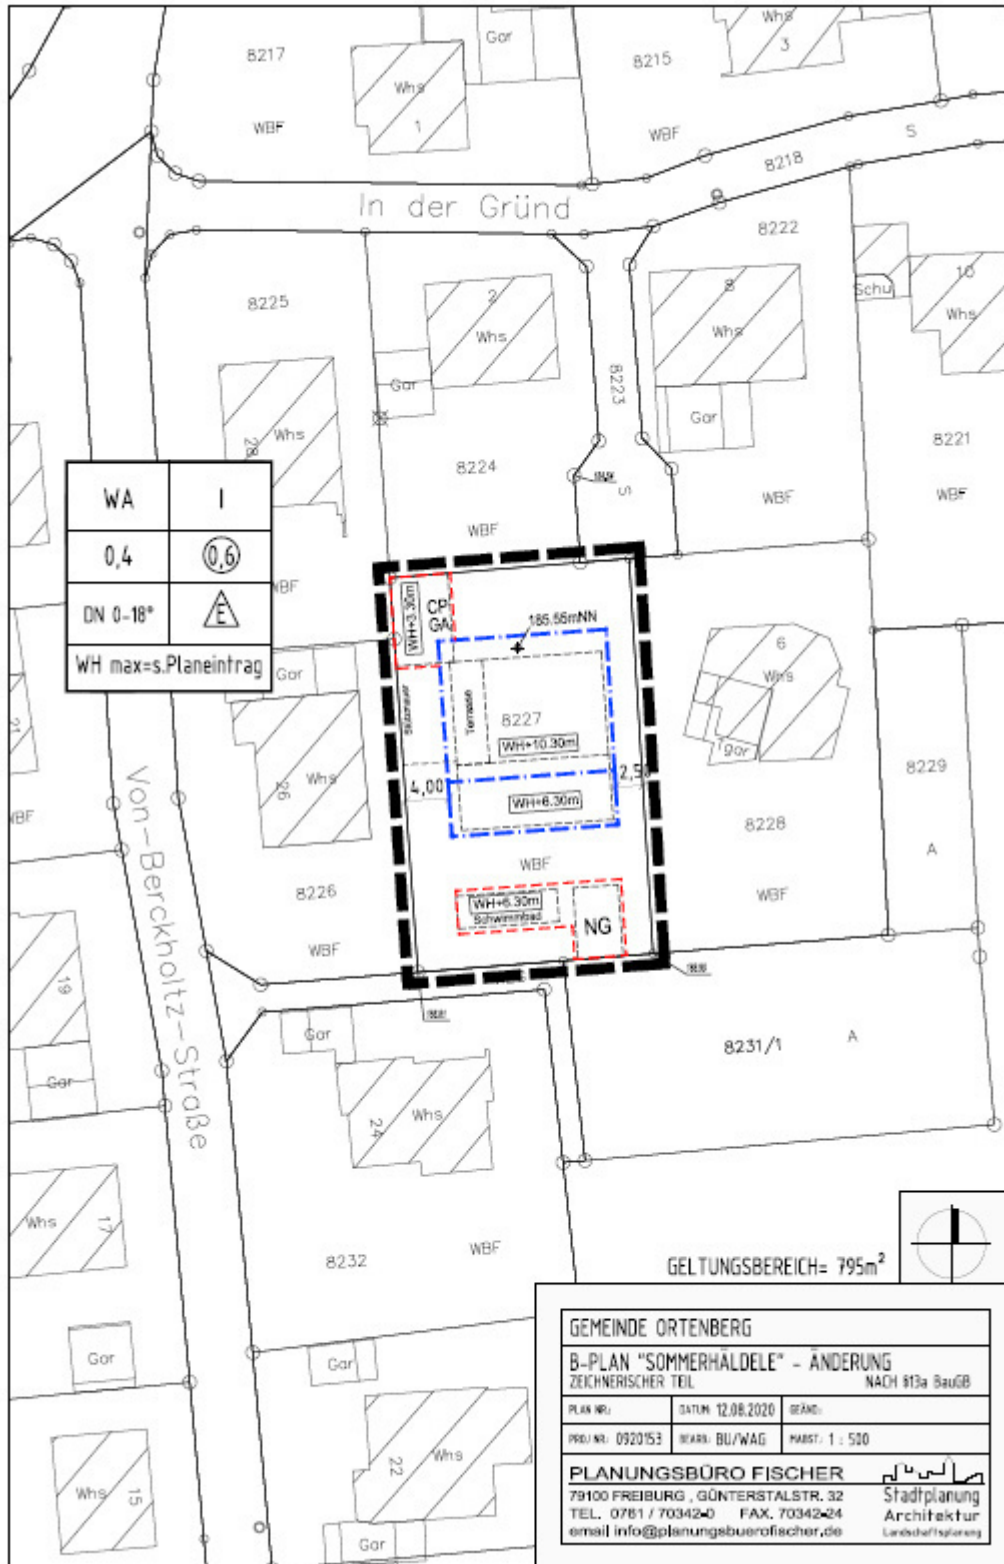 8217
Gar
Whs
3
8215
Whs
1
WBF
WBF
S
8218
In der Gründ
8222
8225
2
Whs
8
Whs
10
Schu
Whs
Gar
8223
Gar
28
Whs
8224
8221
WBF
WBF
WBF
S
WA I
0,4 0,6
DN 0-18° E
WH max=s.Planeintrag
WBF
WH+3.30m
CP
GA
185.55mNN
Gar
6
Whs
Tgar
Stützmauer
Terrasse
8227
WH+10.30m
21
4,00
WH+6.30m
8229
26
Whs
WBF
Von-Berckholtz-Straße
8228
A
WBF
8226
WBF
WBF
WH+6.30m
Schwimmbad
NG
19
Gar
8231/1
A
Gar
24
Whs
Whs
17
8232
WBF
GELTUNGSBEREICH= 795m²
Gar
Gar
GEMEINDE ORTENBERG
B-PLAN "SOMMERHÄLDELE" - ÄNDERUNG
ZEICHNERISCHER TEIL NACH §13a BauGB
PLAN NR.: DATUM: 12.08.2020 GEÄND.:
PROJ.NR.: 0920153 BEARB.: BU/WAG MAßST.: 1 : 500
PLANUNGSBÜRO FISCHER
79100 FREIBURG , GÜNTERSTALSTR. 32
TEL. 0761 / 70342-0 FAX. 70342-24
email info@planungsbuerofischer.de
Stadtplanung
Architektur
Landschaftsplanung
Whs
15
22
Whs
Gar